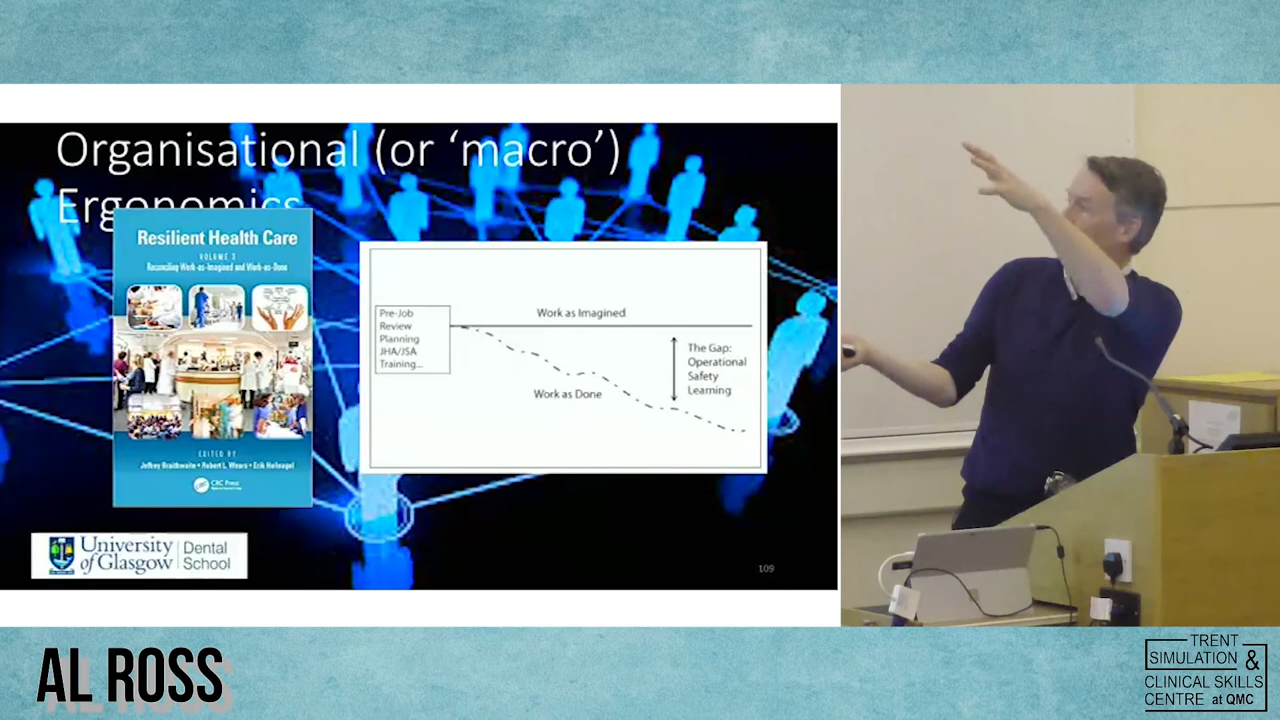 Organisational (or ‘macro’)
Ergonomics
Resilient Health Care
VOLUME 3
Reconciling Work-as-Imagined and Work-as-Done
EDITED BY
Jeffrey Braithwaite • Robert L. Wears • Erik Hollnagel
CRC Press
Pre-Job
Review
Planning
JHA/JSA
Training...
Work as Imagined
Work as Done
The Gap:
Operational
Safety
Learning
University
of Glasgow
Dental
School
109
AL ROSS
TRENT
SIMULATION &
CLINICAL SKILLS
CENTRE at QMC